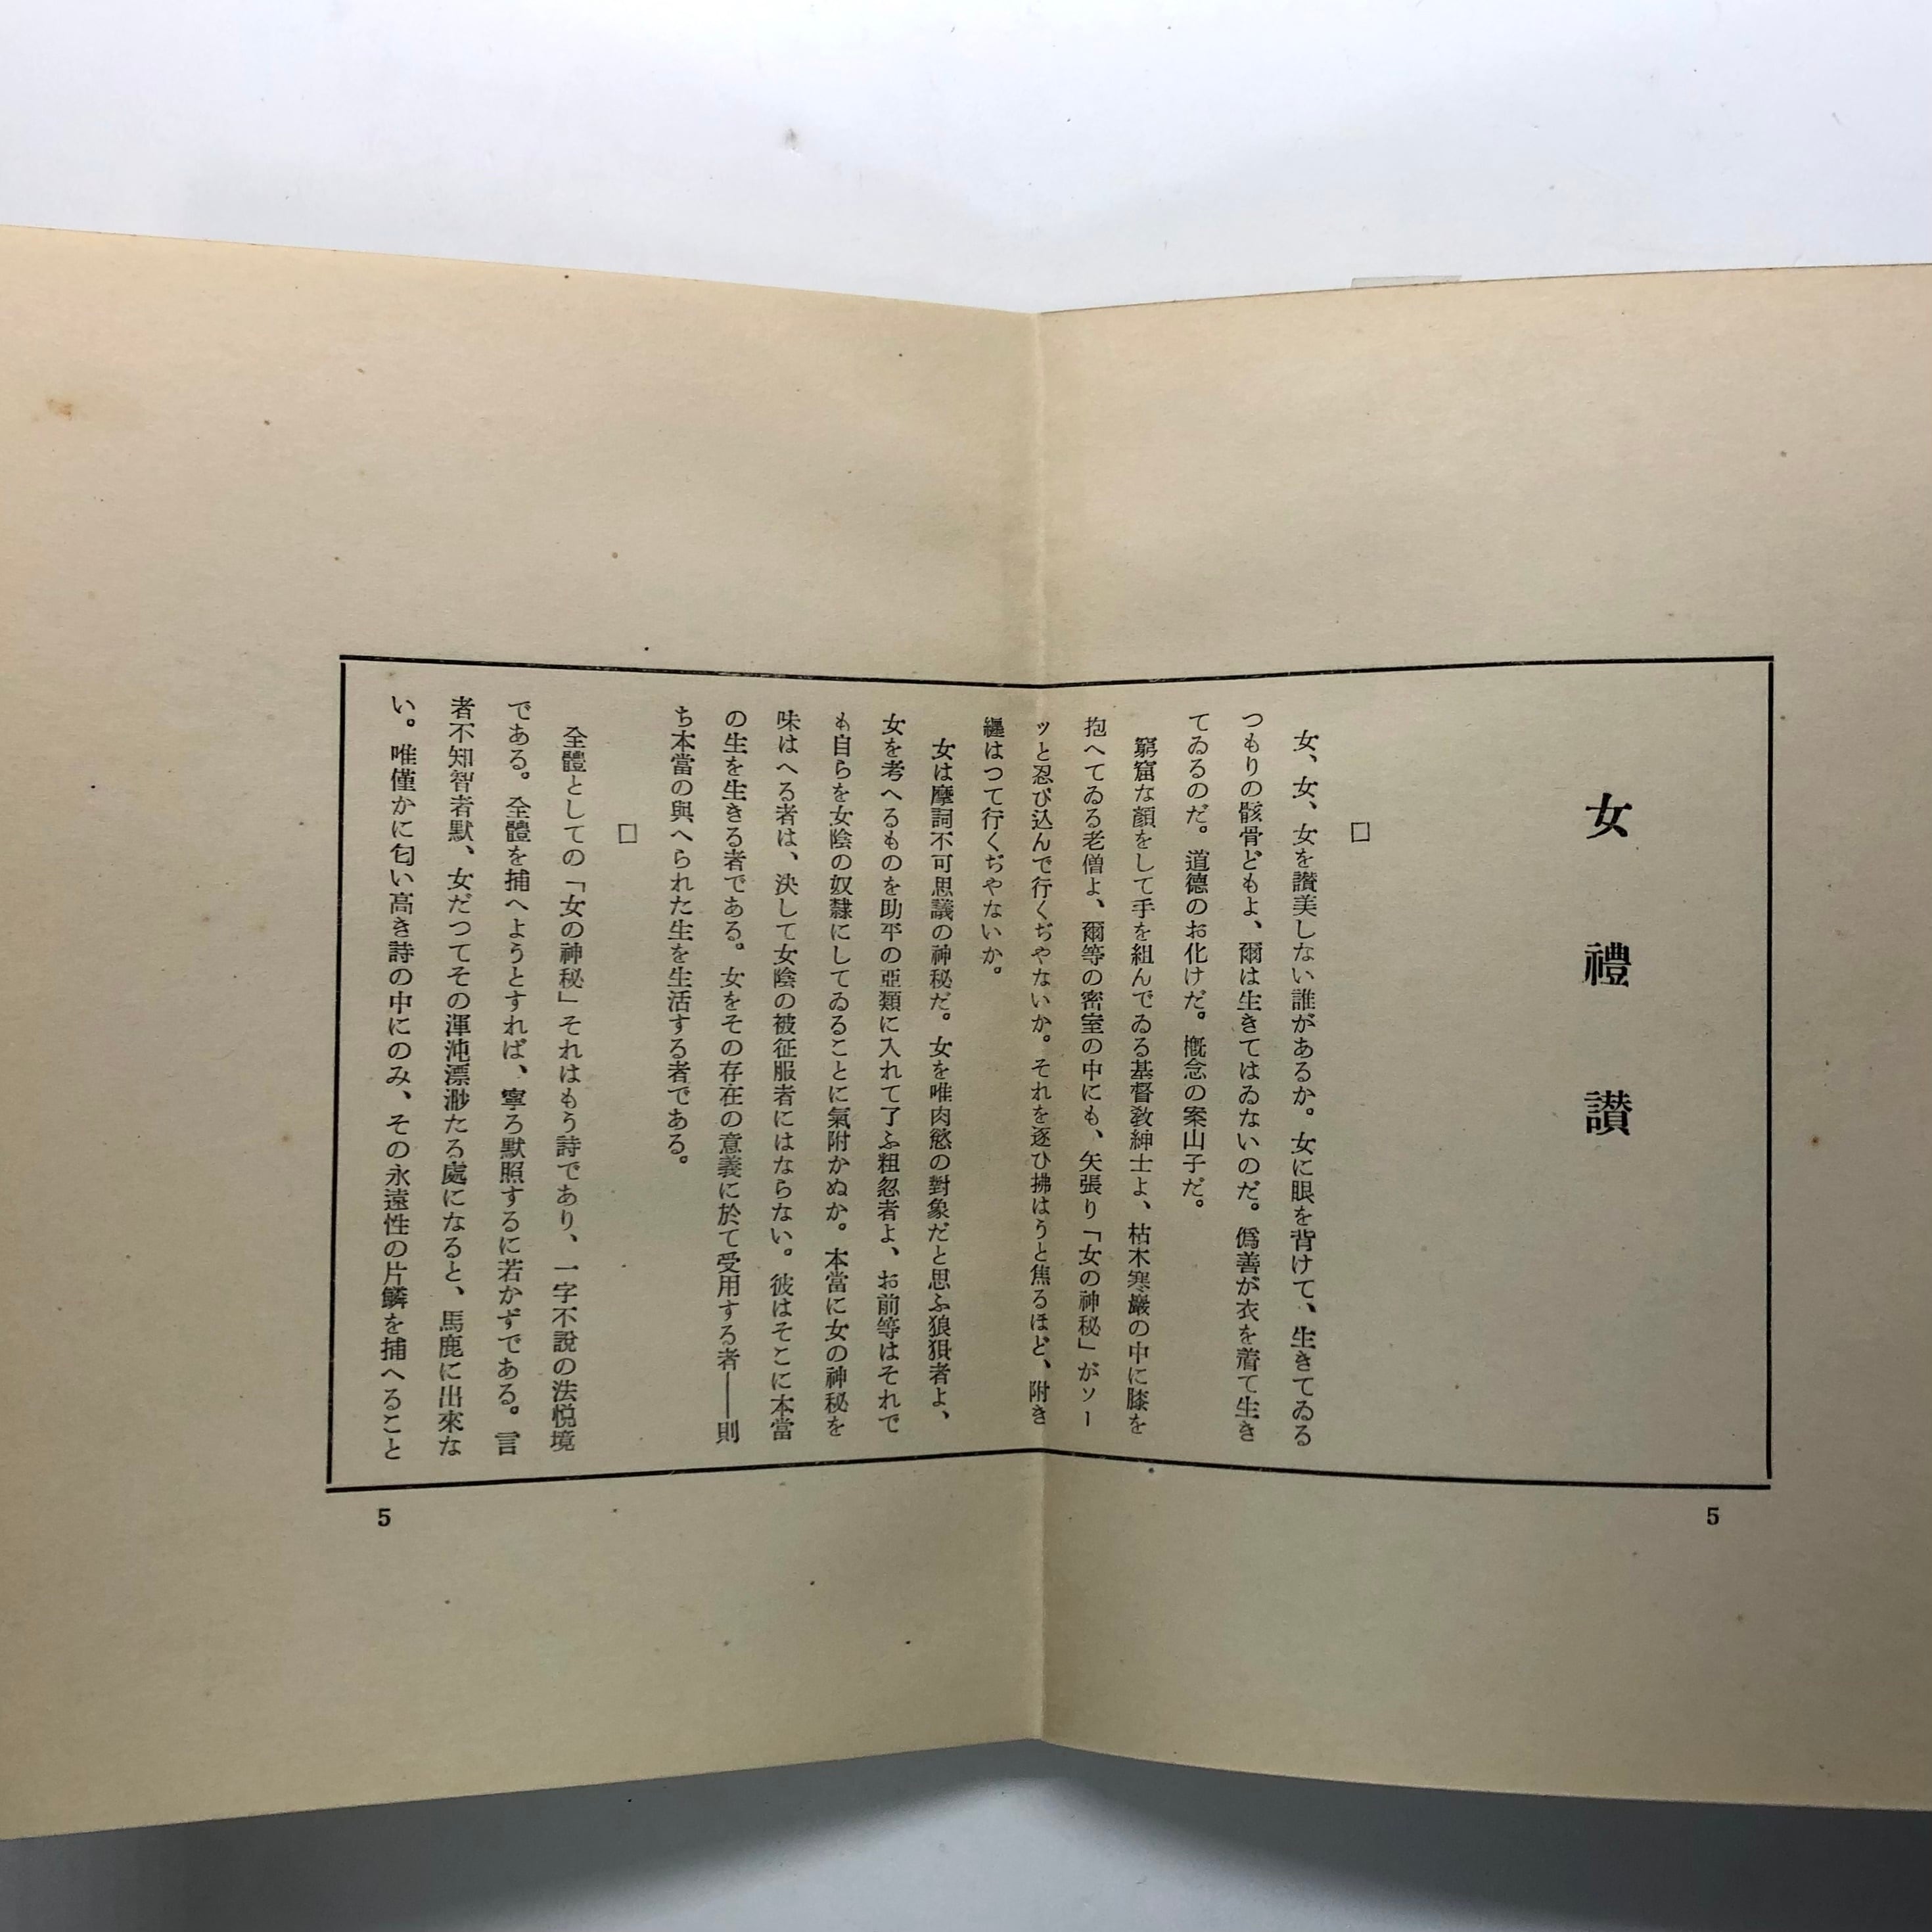 女禮讃
□
女、女、女を讃美しない誰があるか。女に眼を背けて、生きてゐる
つもりの骸骨どもよ、爾は生きてはゐないのだ。僞善が衣を着て生き
てゐるのだ。道德のお化けだ。概念の案山子だ。
窮窟な顏をして手を組んでゐる基督敎紳士よ、枯木寒巖の中に膝を
抱へてゐる老僧よ、爾等の密室の中にも、矢張り「女の神秘」がソー
ッと忍び込んで行くぢやないか。それを逐ひ拂はうと焦るほど、附き
纒はつて行くぢやないか。
女は摩訶不可思議の神秘だ。女を唯肉慾の對象だと思ふ狼狽者よ、
女を考へるものを助平の亞類に入れて了ふ粗忽者よ、お前等はそれで
も自らを女陰の奴隸にしてゐることに氣附かぬか。本當に女の神秘を
味はへる者は、決して女陰の被征服者にはならない。彼はそこに本當
の生を生きる者である。女をその存在の意義に於て受用する者――則
ち本當の與へられた生を生活する者である。
□
全體としての「女の神秘」それはもう詩であり、一字不說の法悅境
である。全體を捕へようとすれば、寧ろ默照するに若かずである。言
者不知智者默、女だつてその渾沌漂渺たる處になると、馬鹿に出來な
い。唯僅かに匂い高き詩の中にのみ、その永遠性の片鱗を捕へること
5
5